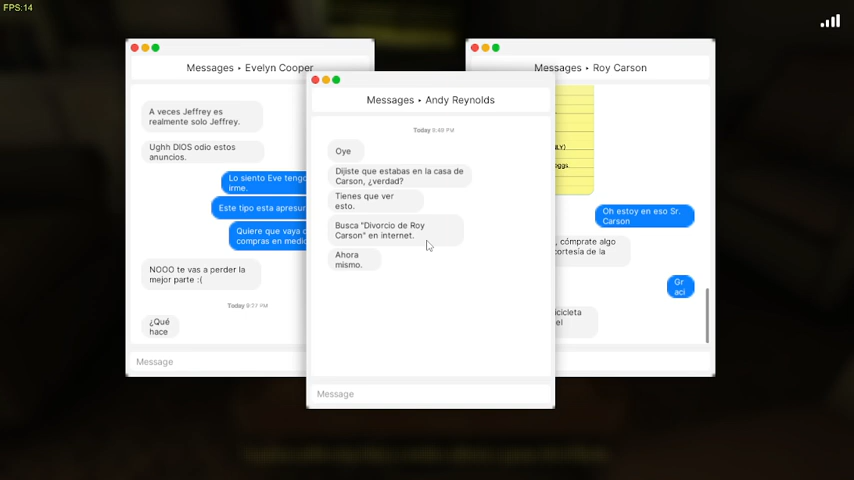 FPS:14
Messages • Evelyn Cooper
A veces Jeffrey es
realmente solo Jeffrey.
Ughh DIOS odio estos
anuncios.
Lo siento Eve tengo
irme.
Este tipo esta apresur
Quiere que vaya
compras en medi
NOOO te vas a perder la
mejor parte :(
Today 9:27 PM
¿Qué
hace
Message
Messages • Andy Reynolds
Today 8:48 PM
Oye
Dijiste que estabas en la casa de
Carson, ¿verdad?
Tienes que ver
esto.
Busca "Divorcio de Roy
Carson" en internet.
Ahora
mismo.
Message
Messages • Roy Carson
LY)
oggs
Oh estoy en eso Sr.
Carson
, cómprate algo
cortesía de la
Gr
aci
icicleta
el